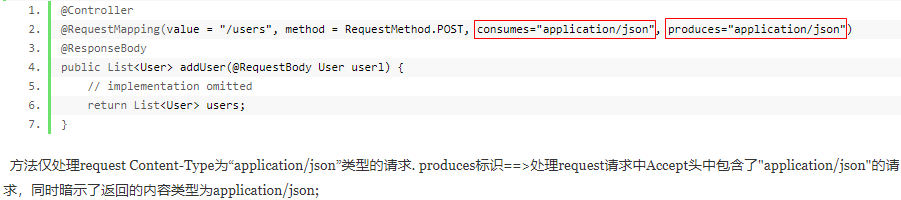 1. @Controller
2. @RequestMapping(value = "/users", method = RequestMethod.POST, consumes="application/json", produces="application/json")
3. @ResponseBody
4. public List<User> addUser(@RequestBody User userl) {
5. // implementation omitted
6. return List<User> users;
7. }
方法仅处理request Content-Type为“application/json”类型的请求. produces标识==>处理request请求中Accept头中包含了"application/json"的请
求，同时暗示了返回的内容类型为application/json;